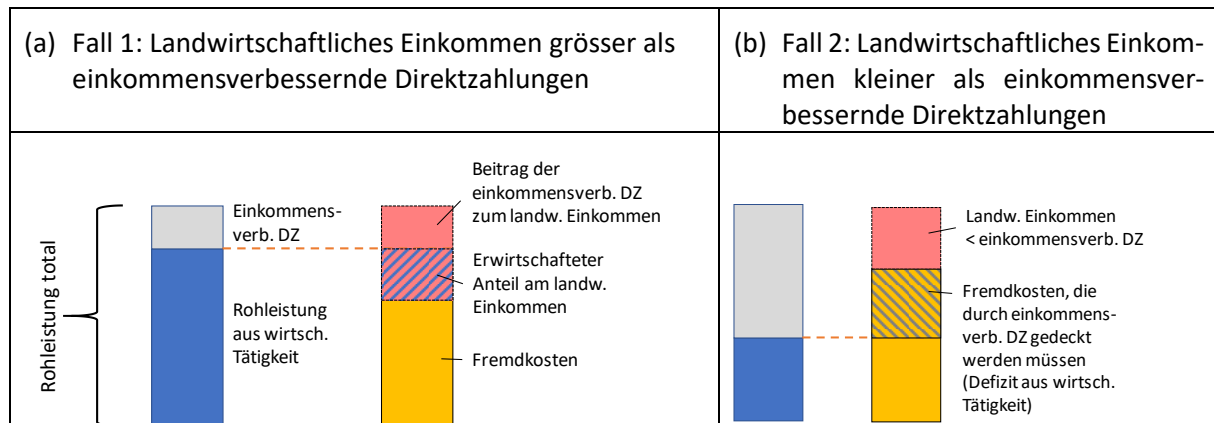 (a) Fall 1: Landwirtschaftliches Einkommen grösser als
einkommensverbessernde Direktzahlungen
(b) Fall 2: Landwirtschaftliches Einkom-
men kleiner als einkommensver-
bessernde Direktzahlungen
Rohleistung total
Einkommens-
verb. DZ
Rohleistung
aus wirtsch.
Tätigkeit
Beitrag der
einkommensverb. DZ
zum landw. Einkommen
Erwirtschafteter
Anteil am landw.
Einkommen
Fremdkosten
Landw. Einkommen
< einkommensverb. DZ
Fremdkosten, die
durch einkommens-
verb. DZ gedeckt
werden müssen
(Defizit aus wirtsch.
Tätigkeit)